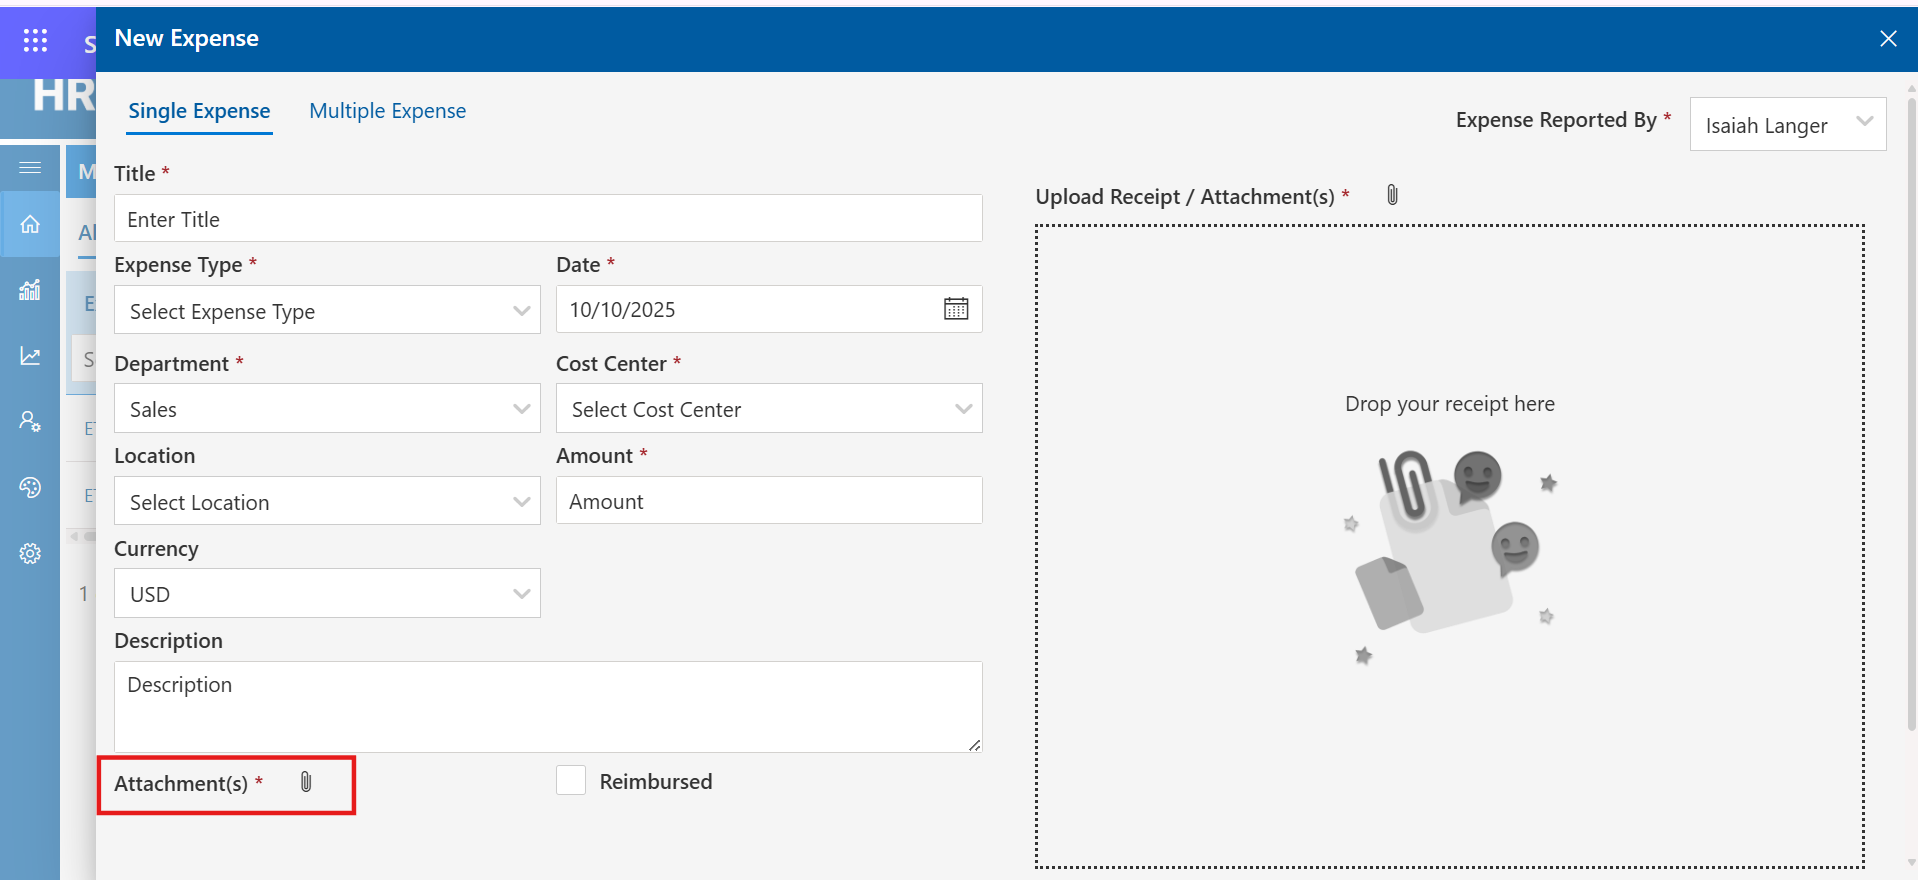 New Expense
S
HR
Single Expense
Multiple Expense
Expense Reported By *
Isaiah Langer
M
Title *
Enter Title
Upload Receipt / Attachment(s) *
Expense Type *
Date *
Select Expense Type
10/10/2025
E
Department *
Cost Center *
S
Sales
Select Cost Center
Drop your receipt here
Location
Amount *
Select Location
Amount
Currency
1
USD
Description
Description
Attachment(s) *
Reimbursed